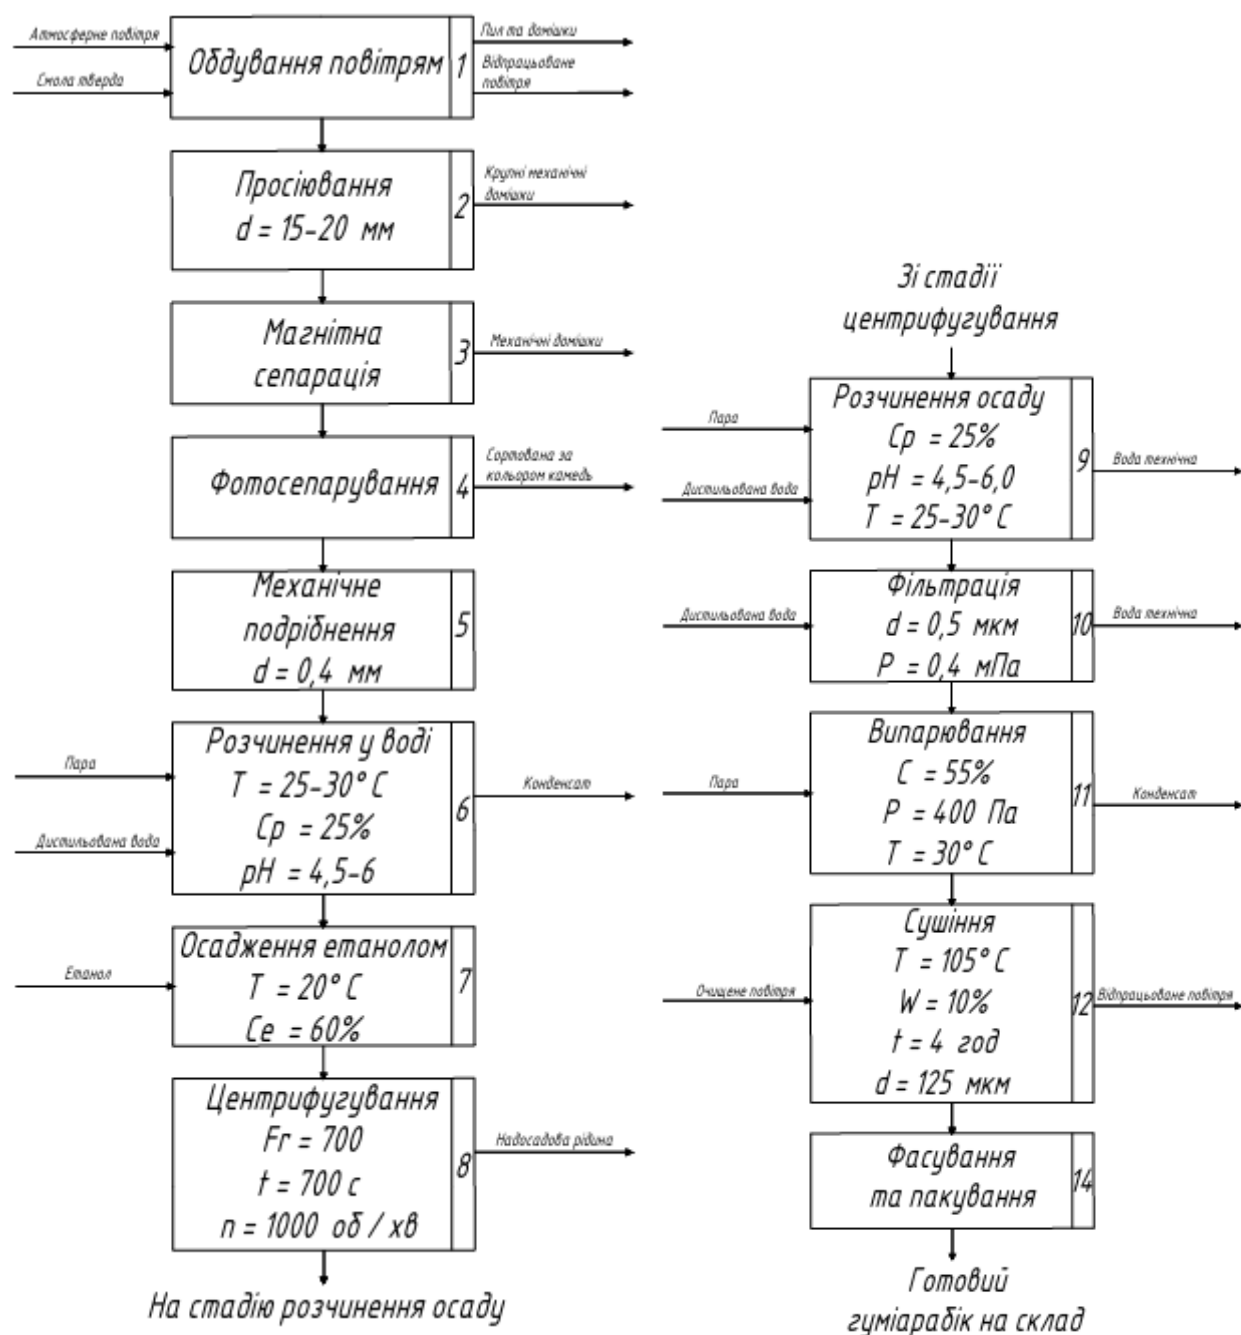 Атмосферне повітря
Смола тверда
Обдування повітрям
1
Пил та домішки
Відпрацьоване
повітря
Просіювання
d = 15-20 мм
2
Крупні механічні
домішки
Магнітна
сепарація
3
Механічні домішки
Фотосепарування
4
Сортована за
кольором камедь
Механічне
подрібнення
d = 0,4 мм
5
Пара
Дистильована вода
Розчинення у воді
T = 25-30° C
Ср = 25%
pH = 4,5-6
6
Конденсат
Етанол
Осадження етанолом
T = 20° C
Се = 60%
7
Центрифугування
Fr = 700
t = 700 с
n = 1000 об / хв
8
Надосадова рідина
На стадію розчинення осаду
Зі стадії
центрифугування
Пара
Дистильована вода
Розчинення осаду
Ср = 25%
pH = 4,5-6,0
T = 25-30° C
9
Вода технічна
Дистильована вода
Фільтрація
d = 0,5 мкм
P = 0,4 мПа
10
Вода технічна
Пара
Випарювання
C = 55%
P = 400 Па
T = 30° C
11
Конденсат
Очищене повітря
Сушіння
T = 105° C
W = 10%
t = 4 год
d = 125 мкм
12
Відпрацьоване повітря
Фасування
та пакування
14
Готовий
гуміарабік на склад